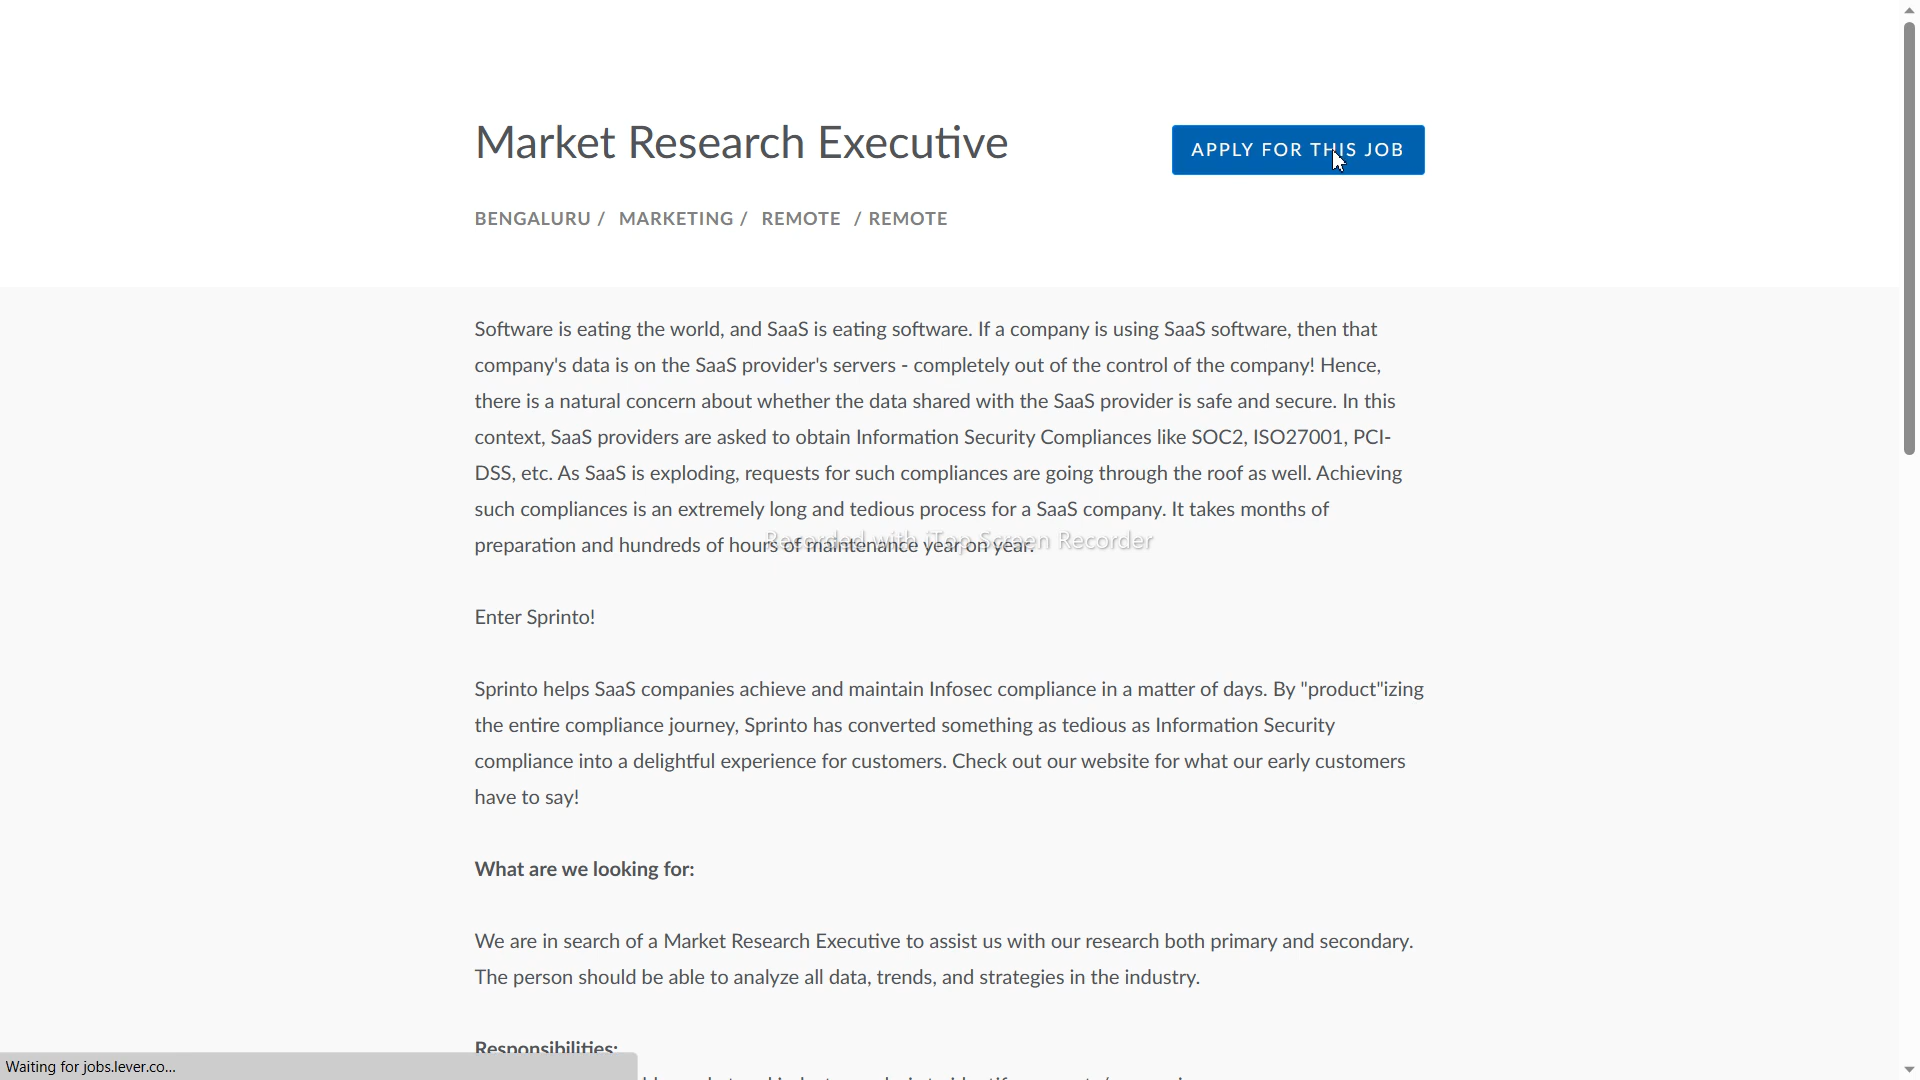 Market Research Executive
APPLY FOR THIS JOB
BENGALURU / MARKETING / REMOTE / REMOTE
Software is eating the world, and SaaS is eating software. If a company is using SaaS software, then that
company's data is on the SaaS provider's servers - completely out of the control of the company! Hence,
there is a natural concern about whether the data shared with the SaaS provider is safe and secure. In this
context, SaaS providers are asked to obtain Information Security Compliances like SOC2, ISO27001, PCI-
DSS, etc. As SaaS is exploding, requests for such compliances are going through the roof as well. Achieving
such compliances is an extremely long and tedious process for a SaaS company. It takes months of
preparation and hundreds of hours of maintenance year on year.
Recorded with iTop Screen Recorder
Enter Sprinto!
Sprinto helps SaaS companies achieve and maintain Infosec compliance in a matter of days. By "product"izing
the entire compliance journey, Sprinto has converted something as tedious as Information Security
compliance into a delightful experience for customers. Check out our website for what our early customers
have to say!
What are we looking for:
We are in search of a Market Research Executive to assist us with our research both primary and secondary.
The person should be able to analyze all data, trends, and strategies in the industry.
Responsibilities:
Waiting for jobs.lever.co...